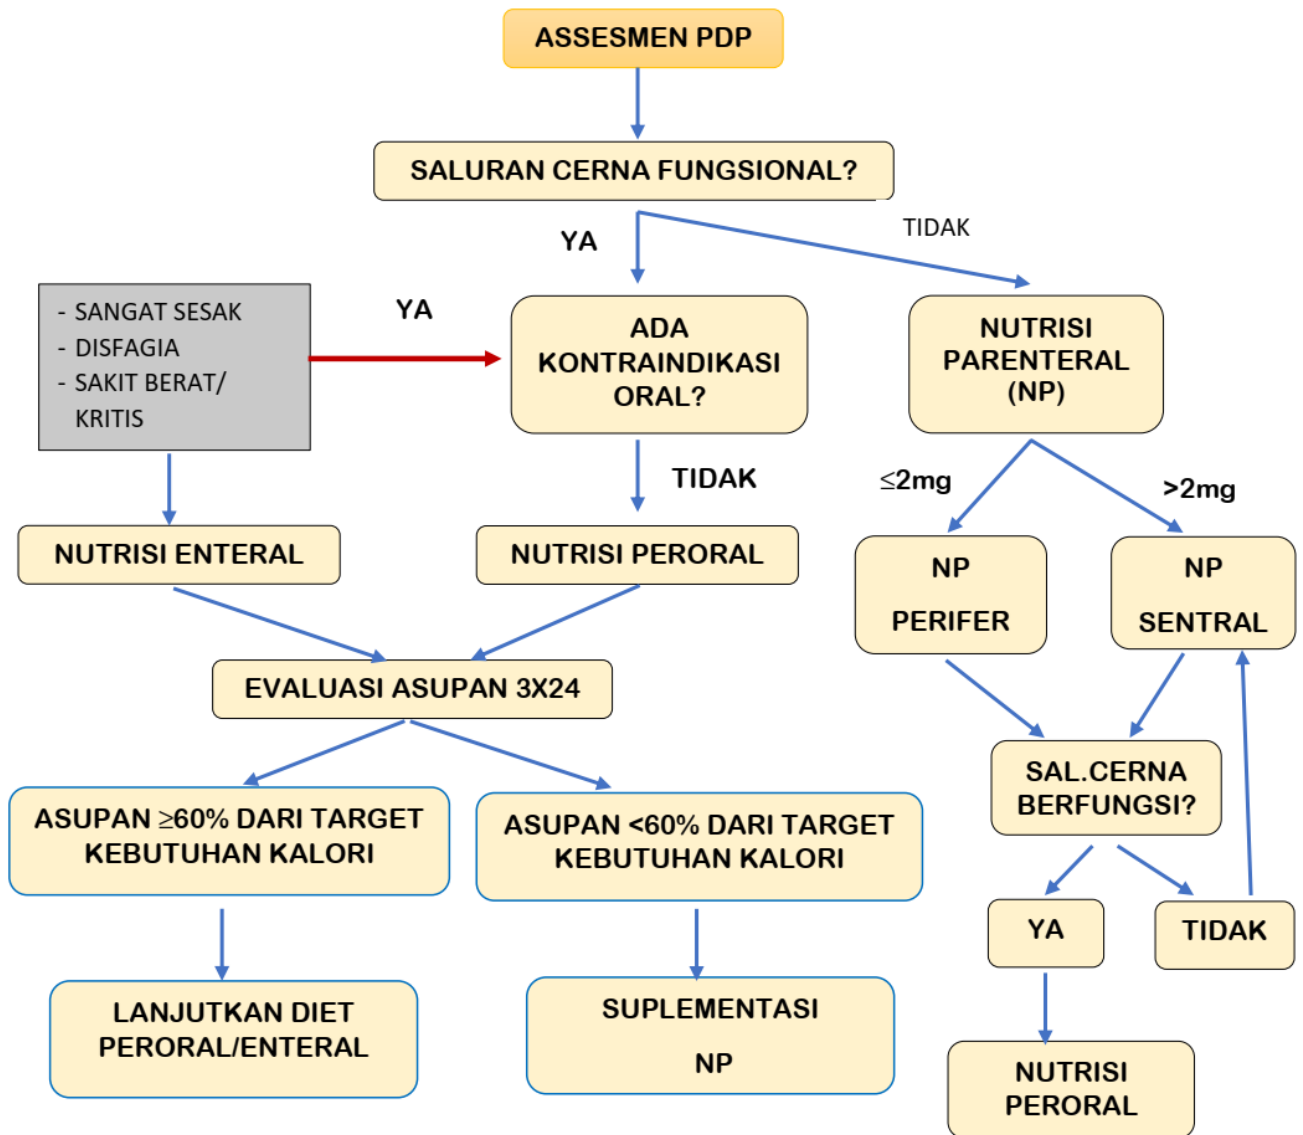 ASSESMEN PDP
SALURAN CERNA FUNGSIONAL?
YA
TIDAK
- SANGAT SESAK
- DISFAGIA
- SAKIT BERAT/
KRITIS
YA
ADA
KONTRAINDIKASI
ORAL?
NUTRISI
PARENTERAL
(NP)
TIDAK
≤2mg
>2mg
NUTRISI ENTERAL
NUTRISI PERORAL
NP
PERIFER
NP
SENTRAL
EVALUASI ASUPAN 3X24
SAL.CERNA
BERFUNGSI?
ASUPAN ≥60% DARI TARGET
KEBUTUHAN KALORI
ASUPAN <60% DARI TARGET
KEBUTUHAN KALORI
YA
TIDAK
LANJUTKAN DIET
PERORAL/ENTERAL
SUPLEMENTASI
NP
NUTRISI
PERORAL